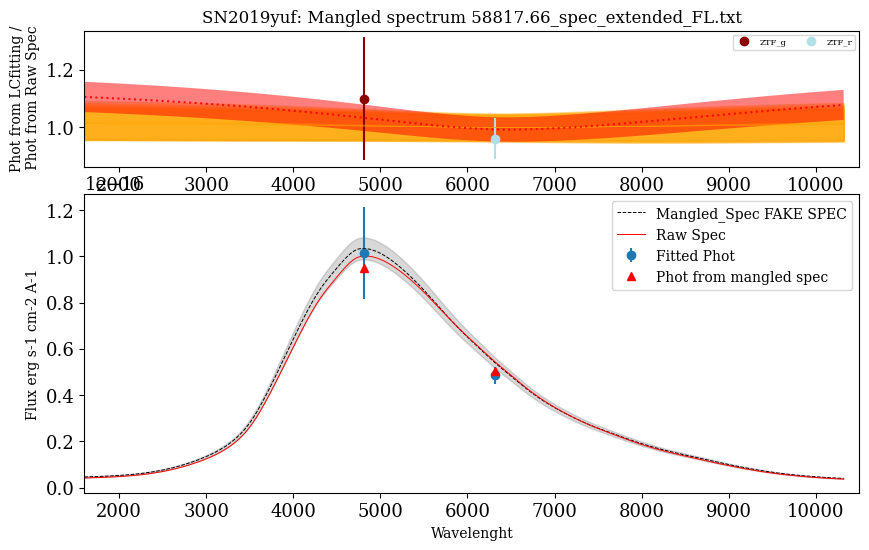 SN2019yuf: Mangled spectrum 58817.66_spec_extended_FL.txt
Phot from LCfitting /
Phot from Raw Spec
1.2
1.0
ZTF_g
ZTF_r
2000 3000 4000 5000 6000 7000 8000 9000 10000
1e−16
Flux erg s-1 cm-2 A-1
1.2
1.0
0.8
0.6
0.4
0.2
0.0
Mangled_Spec FAKE SPEC
Raw Spec
Fitted Phot
Phot from mangled spec
2000 3000 4000 5000 6000 7000 8000 9000 10000
Wavelenght